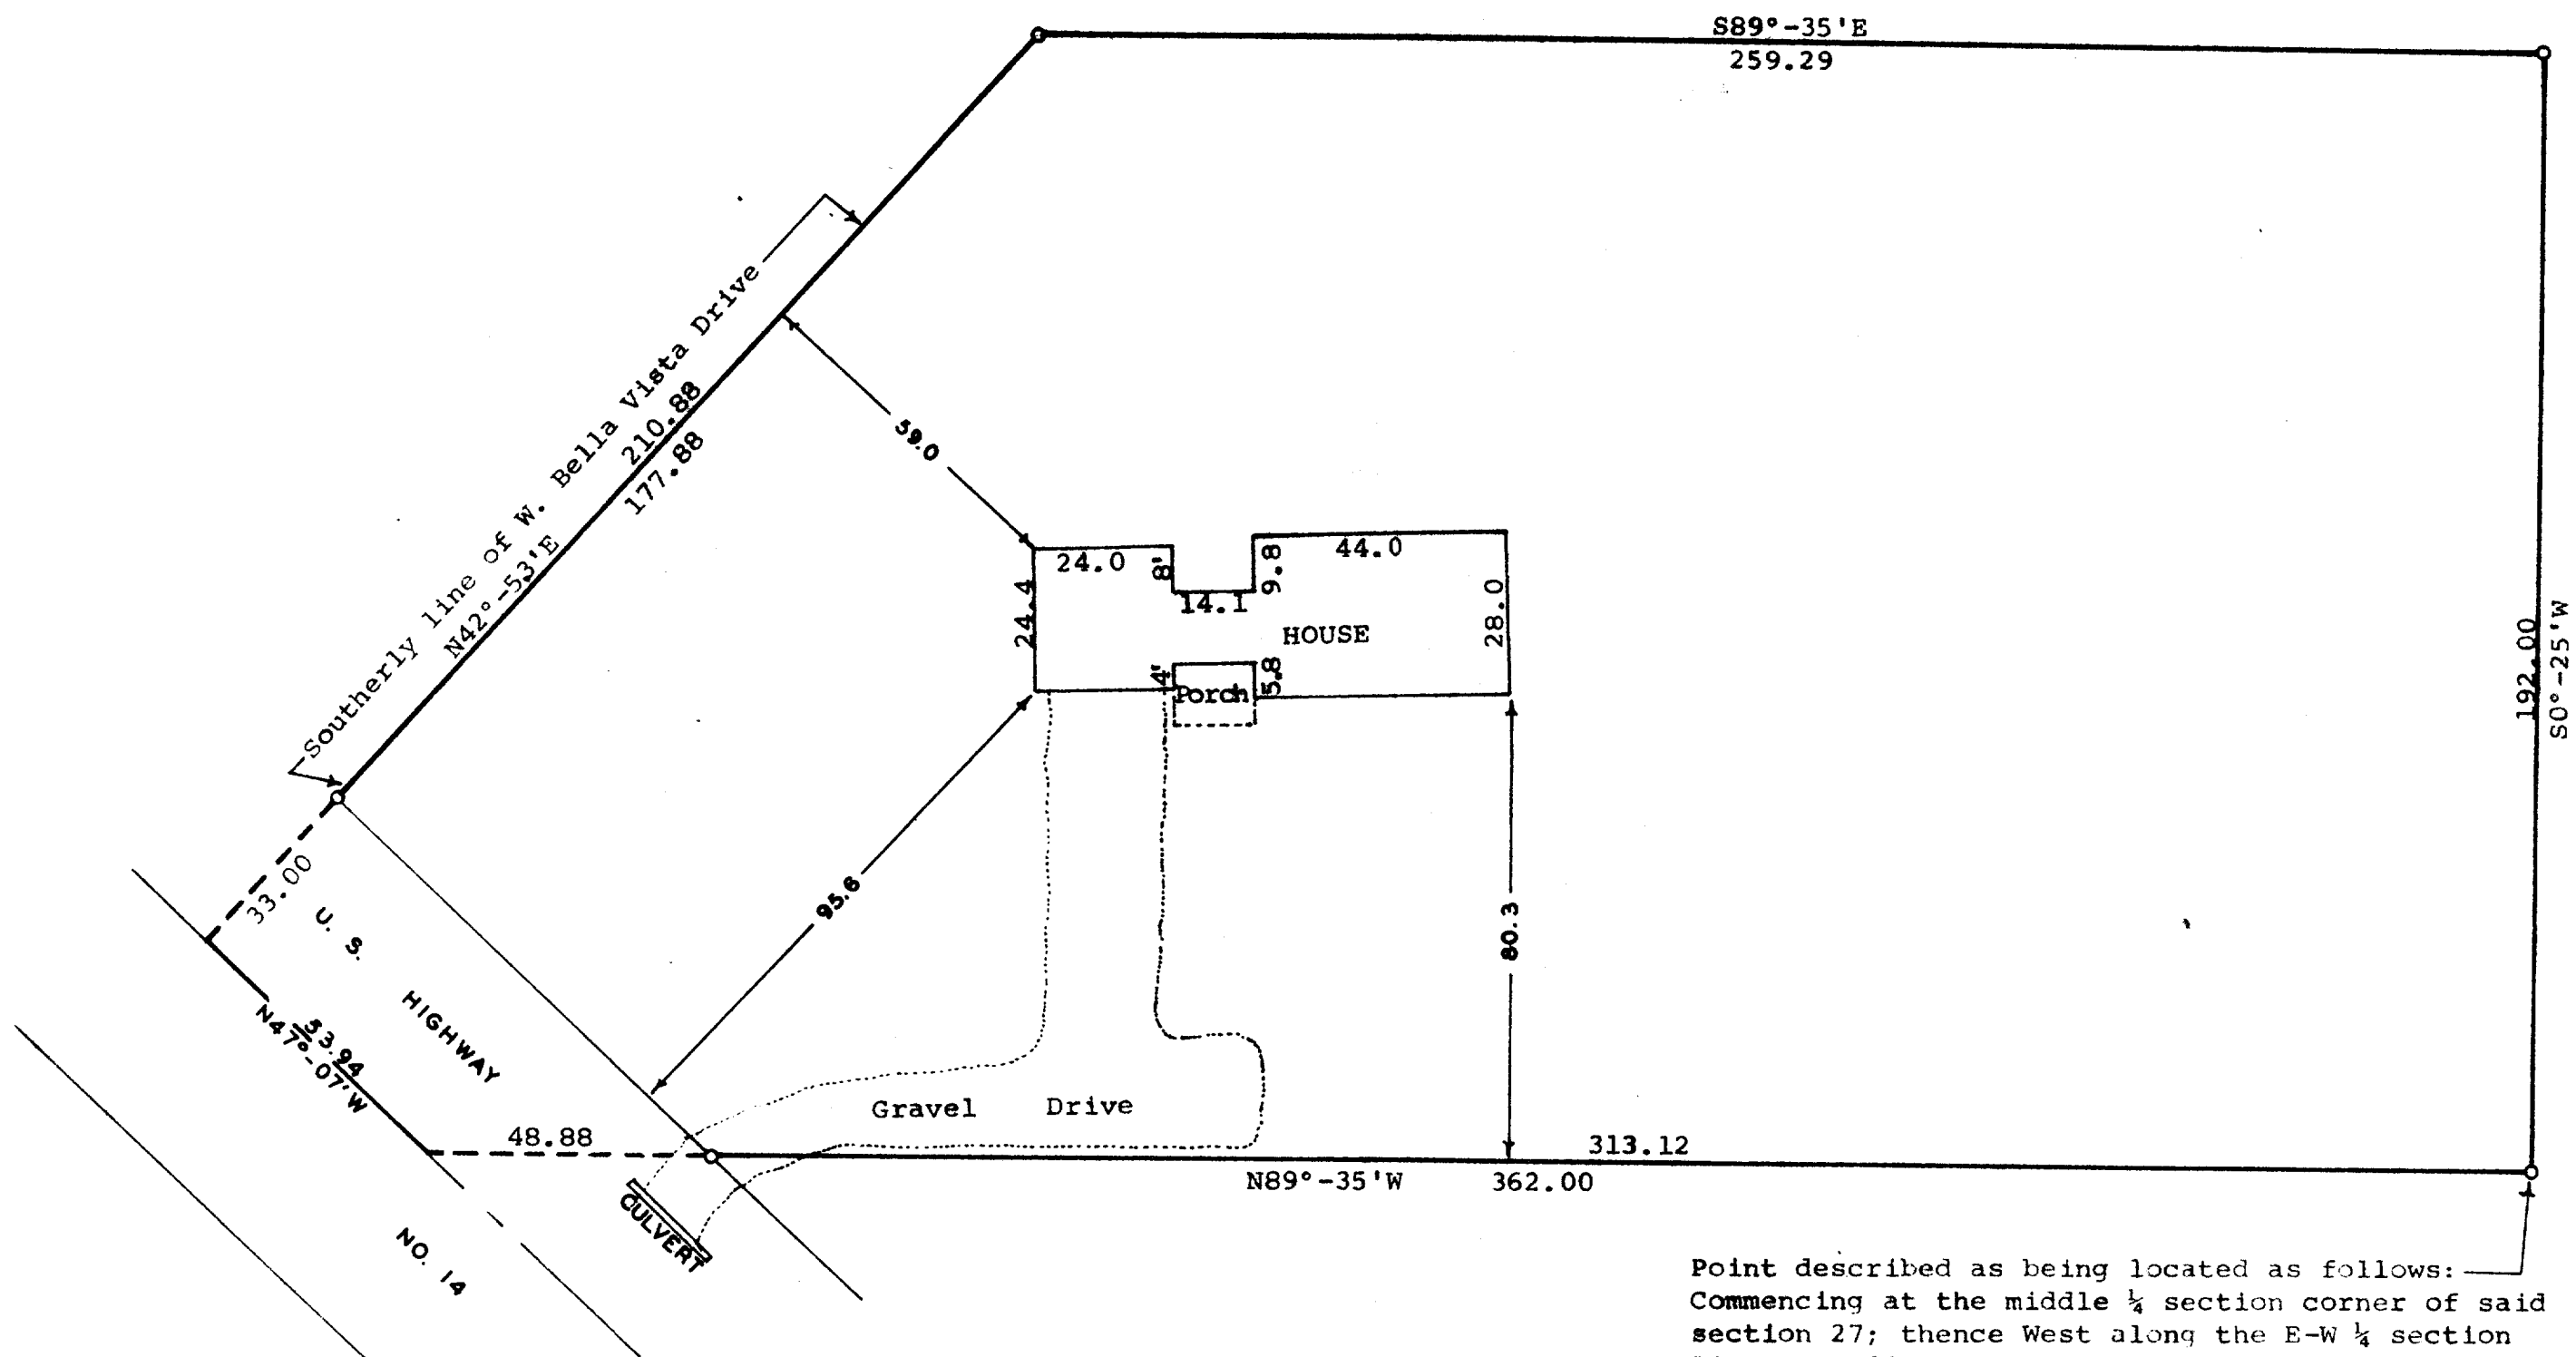 S89°-35'E
259.29
Southerly line of W. Bella Vista Drive
210.88
177.88
N42°-53'E
59.0
24.0
8'
14.1
9.8
44.0
24.4
HOUSE
28.0
4'
Porch
5.8
192.00
S0°-25'W
33.00
U. S. HIGHWAY
NO. 14
53.94
N47°-07'W
95.6
80.3
Gravel Drive
48.88
313.12
N89°-35'W 362.00
CULVERT
Point described as being located as follows:
Commencing at the middle ¼ section corner of said
section 27; thence West along the E-W ¼ section